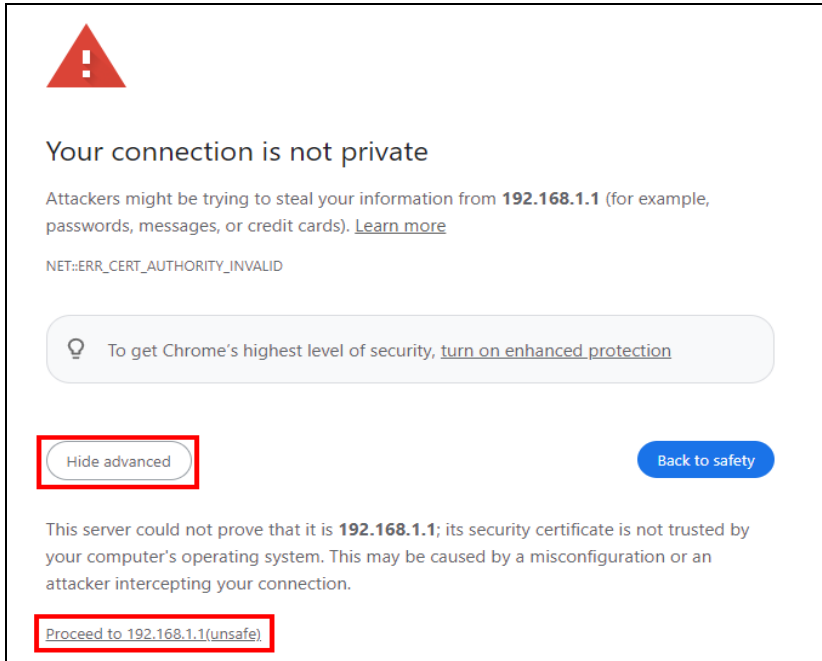 Your connection is not private
Attackers might be trying to steal your information from 192.168.1.1 (for example,
passwords, messages, or credit cards). Learn more
NET::ERR_CERT_AUTHORITY_INVALID
To get Chrome's highest level of security, turn on enhanced protection
Hide advanced
Back to safety
This server could not prove that it is 192.168.1.1; its security certificate is not trusted by
your computer's operating system. This may be caused by a misconfiguration or an
attacker intercepting your connection.
Proceed to 192.168.1.1(unsafe)